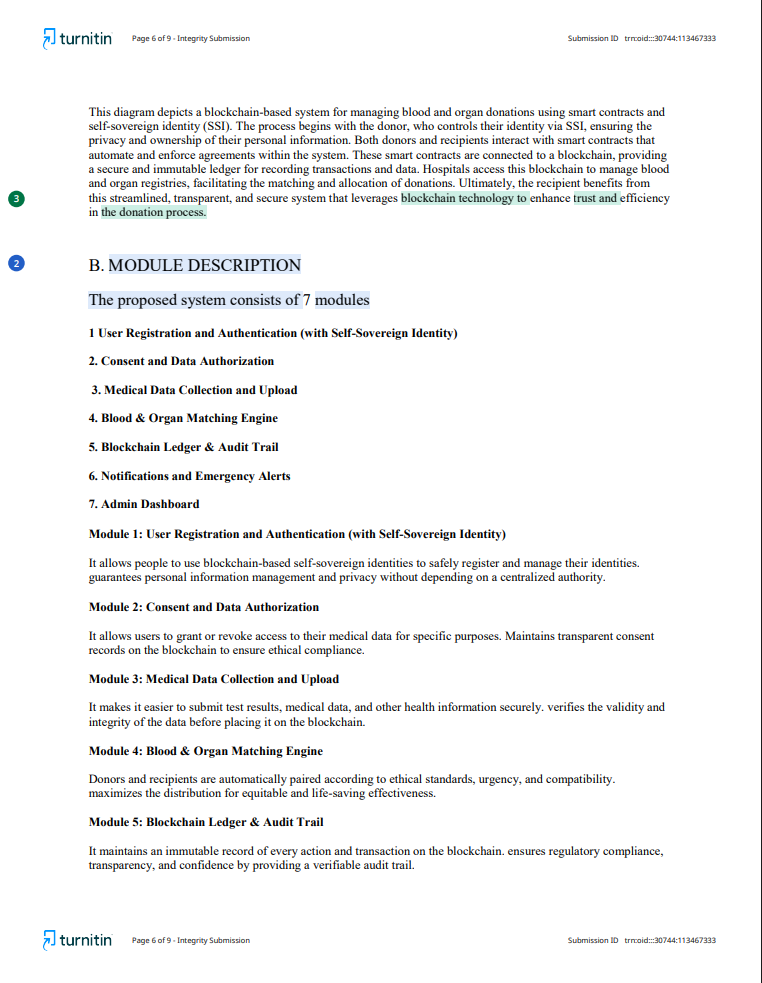 turnitin Page 6 of 9 - Integrity Submission Submission ID trn:oid:::30744:113467333
This diagram depicts a blockchain-based system for managing blood and organ donations using smart contracts and
self-sovereign identity (SSI). The process begins with the donor, who controls their identity via SSI, ensuring the
privacy and ownership of their personal information. Both donors and recipients interact with smart contracts that
automate and enforce agreements within the system. These smart contracts are connected to a blockchain, providing
a secure and immutable ledger for recording transactions and data. Hospitals access this blockchain to manage blood
and organ registries, facilitating the matching and allocation of donations. Ultimately, the recipient benefits from
3 this streamlined, transparent, and secure system that leverages blockchain technology to enhance trust and efficiency
in the donation process.
2 B. MODULE DESCRIPTION
The proposed system consists of 7 modules
1 User Registration and Authentication (with Self-Sovereign Identity)
2. Consent and Data Authorization
3. Medical Data Collection and Upload
4. Blood & Organ Matching Engine
5. Blockchain Ledger & Audit Trail
6. Notifications and Emergency Alerts
7. Admin Dashboard
Module 1: User Registration and Authentication (with Self-Sovereign Identity)
It allows people to use blockchain-based self-sovereign identities to safely register and manage their identities.
guarantees personal information management and privacy without depending on a centralized authority.
Module 2: Consent and Data Authorization
It allows users to grant or revoke access to their medical data for specific purposes. Maintains transparent consent
records on the blockchain to ensure ethical compliance.
Module 3: Medical Data Collection and Upload
It makes it easier to submit test results, medical data, and other health information securely. verifies the validity and
integrity of the data before placing it on the blockchain.
Module 4: Blood & Organ Matching Engine
Donors and recipients are automatically paired according to ethical standards, urgency, and compatibility.
maximizes the distribution for equitable and life-saving effectiveness.
Module 5: Blockchain Ledger & Audit Trail
It maintains an immutable record of every action and transaction on the blockchain. ensures regulatory compliance,
transparency, and confidence by providing a verifiable audit trail.
turnitin Page 6 of 9 - Integrity Submission Submission ID trn:oid:::30744:113467333